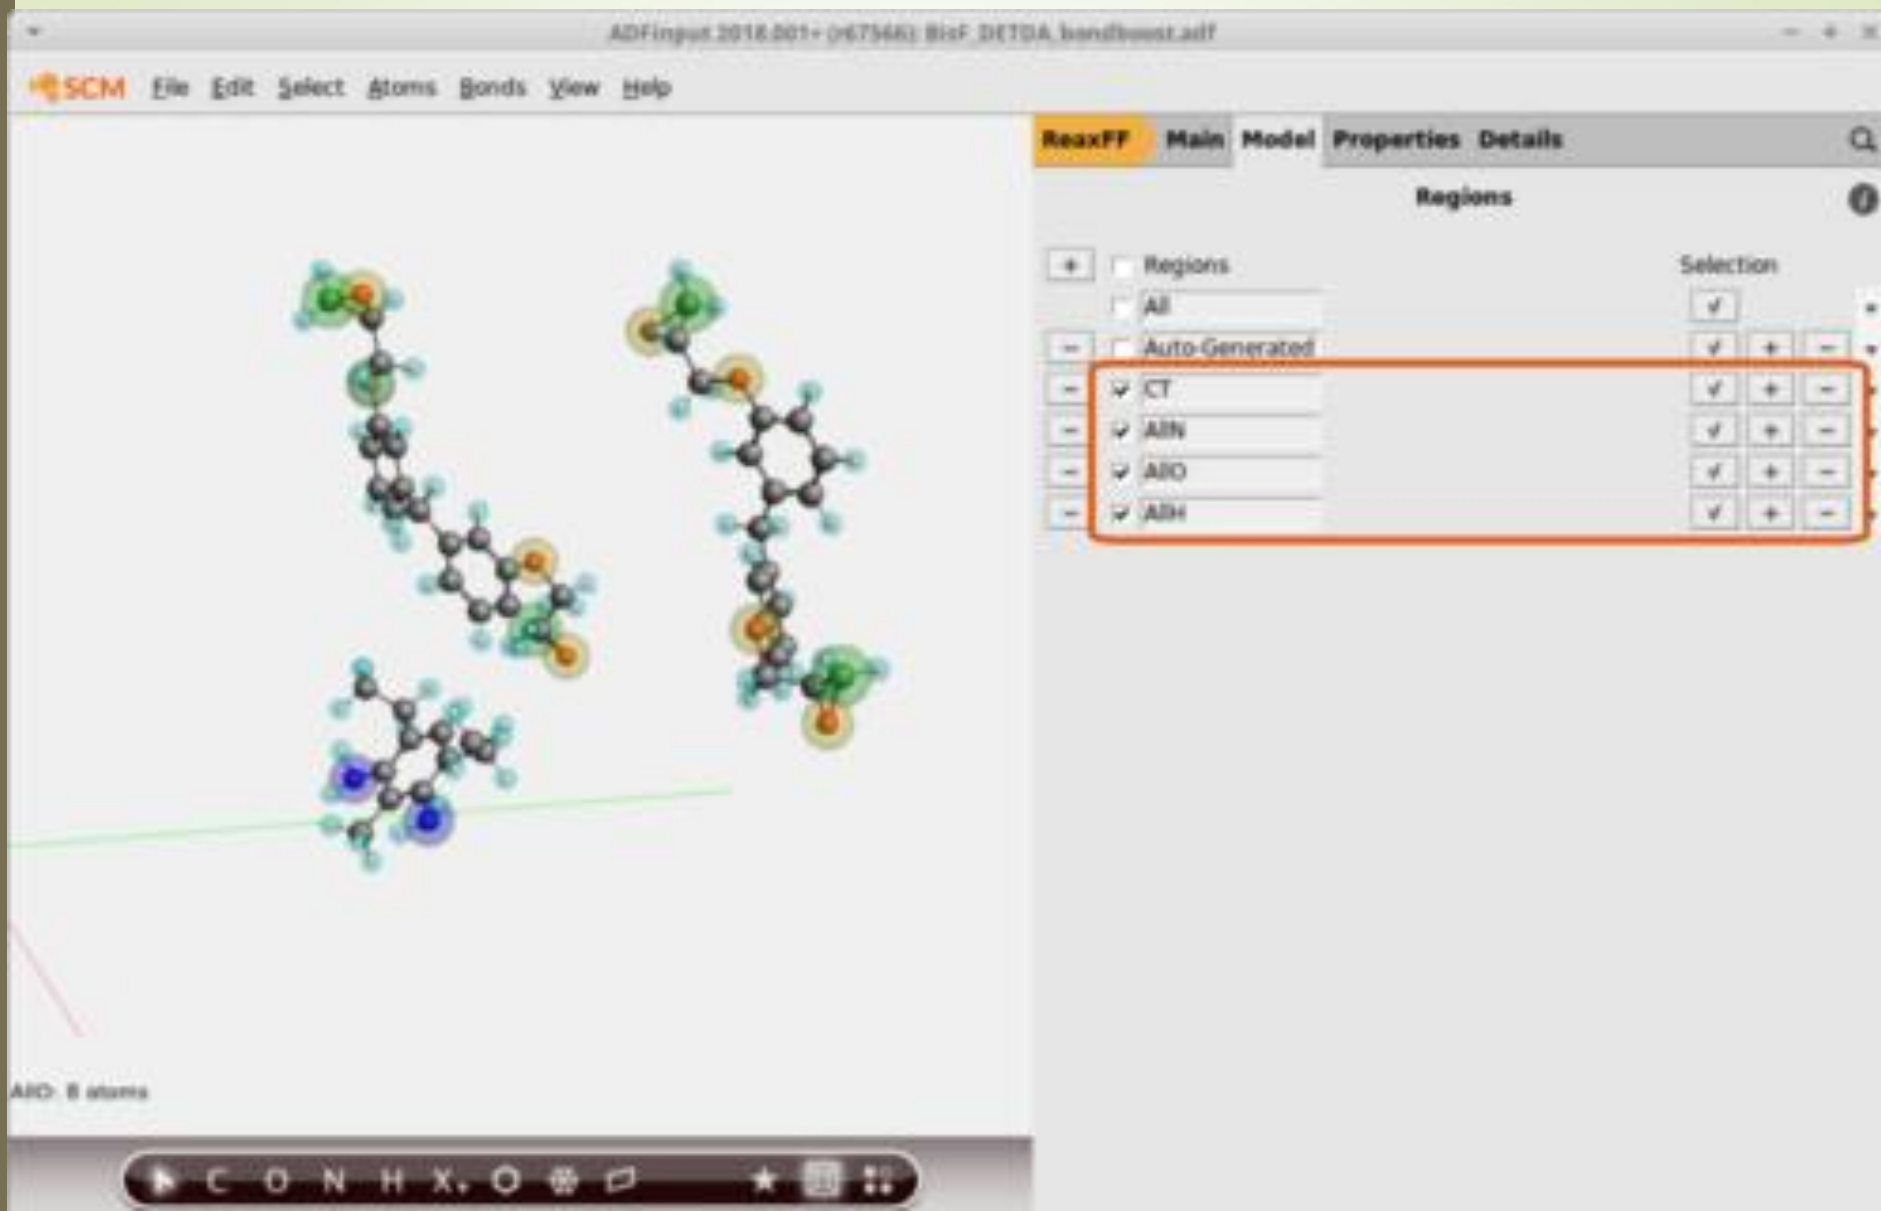 ADFinput 2018.001+ (r67566): BisF_DETDA_bondboost.adf
SCM File Edit Select Atoms Bonds View Help
ReaxFF Main Model Properties Details
Regions
+ Regions Selection
All
- Auto-Generated + -
- CT + -
- AllN + -
- AllO + -
- AllH + -
AllO: 8 atoms
C O N H X